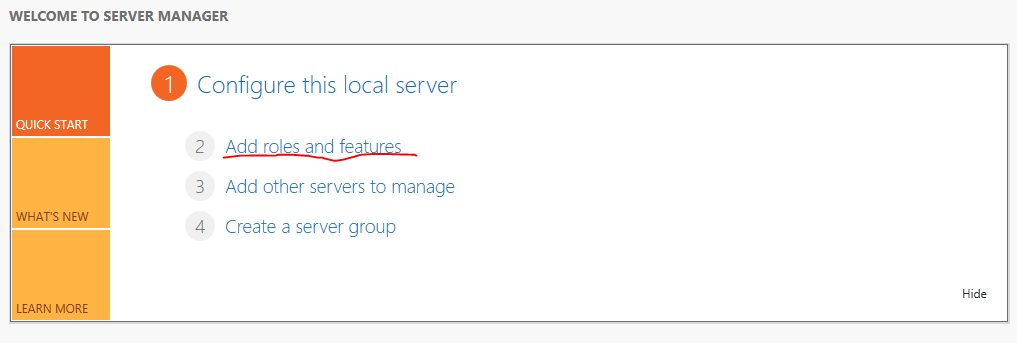 WELCOME TO SERVER MANAGER
QUICK START
WHAT'S NEW
LEARN MORE
1 Configure this local server
2 Add roles and features
3 Add other servers to manage
4 Create a server group
Hide